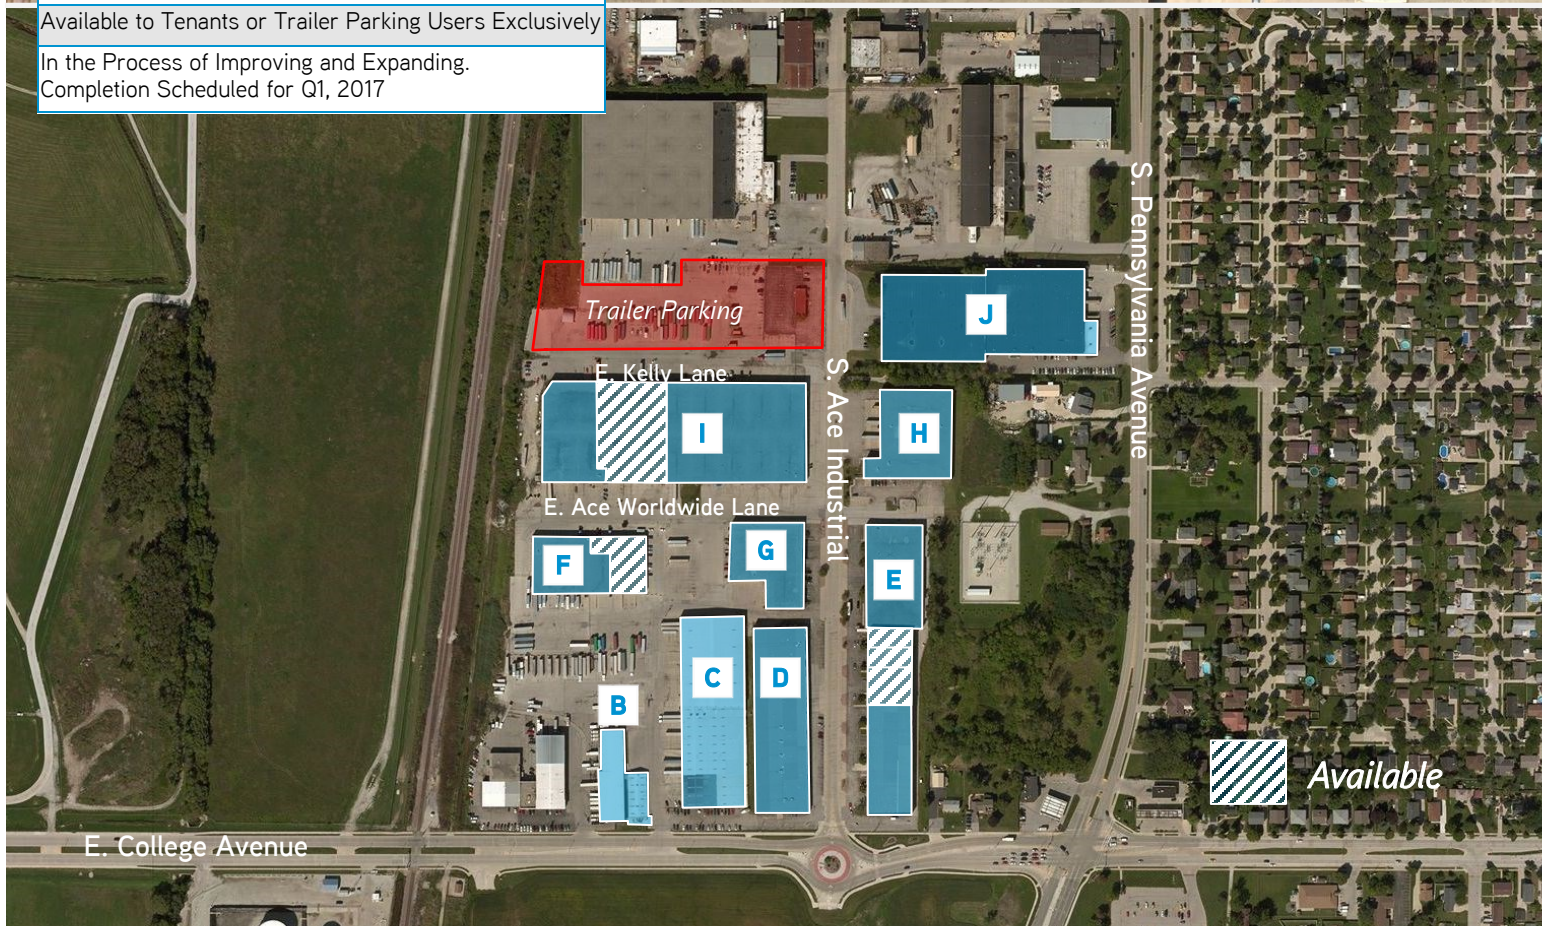 Available to Tenants or Trailer Parking Users Exclusively
In the Process of Improving and Expanding.
Completion Scheduled for Q1, 2017
S. Pennsylvania Avenue
Trailer Parking
J
E. Kelly Lane
S. Ace Industrial
I
H
E. Ace Worldwide Lane
G
F
E
C
D
B
Available
E. College Avenue